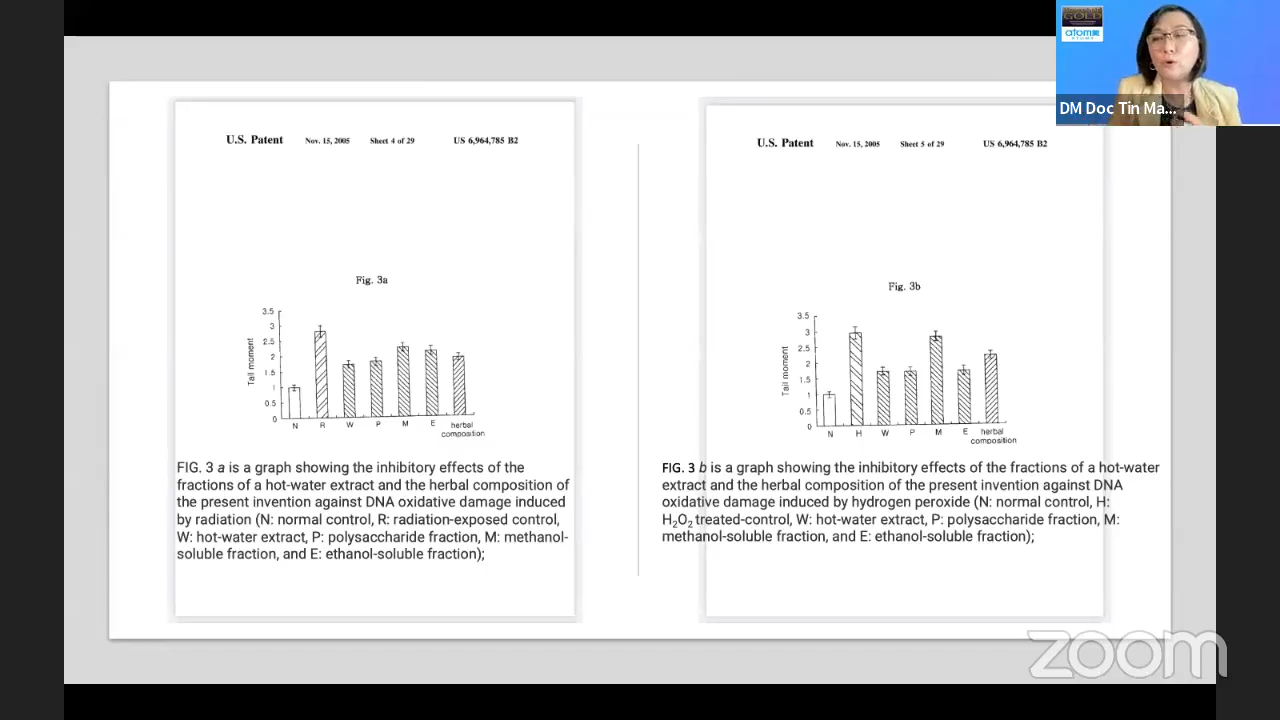 GOLD
atom美
DM Doc Tin Ma...
U.S. Patent Nov. 15, 2005 Sheet 4 of 29 US 6,964,785 B2
Fig. 3a
3.5
3
2.5
2
1.5
1
0.5
0
Tail moment
N R W P M E herbal
composition
FIG. 3 a is a graph showing the inhibitory effects of the
fractions of a hot-water extract and the herbal composition of
the present invention against DNA oxidative damage induced
by radiation (N: normal control, R: radiation-exposed control,
W: hot-water extract, P: polysaccharide fraction, M: methanol-
soluble fraction, and E: ethanol-soluble fraction);
U.S. Patent Nov. 15, 2005 Sheet 5 of 29 US 6,964,785 B2
Fig. 3b
3.5
3
2.5
2
1.5
1
0.5
0
Tail moment
N H W P M E herbal
composition
FIG. 3 b is a graph showing the inhibitory effects of the fractions of a hot-water
extract and the herbal composition of the present invention against DNA
oxidative damage induced by hydrogen peroxide (N: normal control, H:
H₂O₂ treated-control, W: hot-water extract, P: polysaccharide fraction, M:
methanol-soluble fraction, and E: ethanol-soluble fraction);
zoom